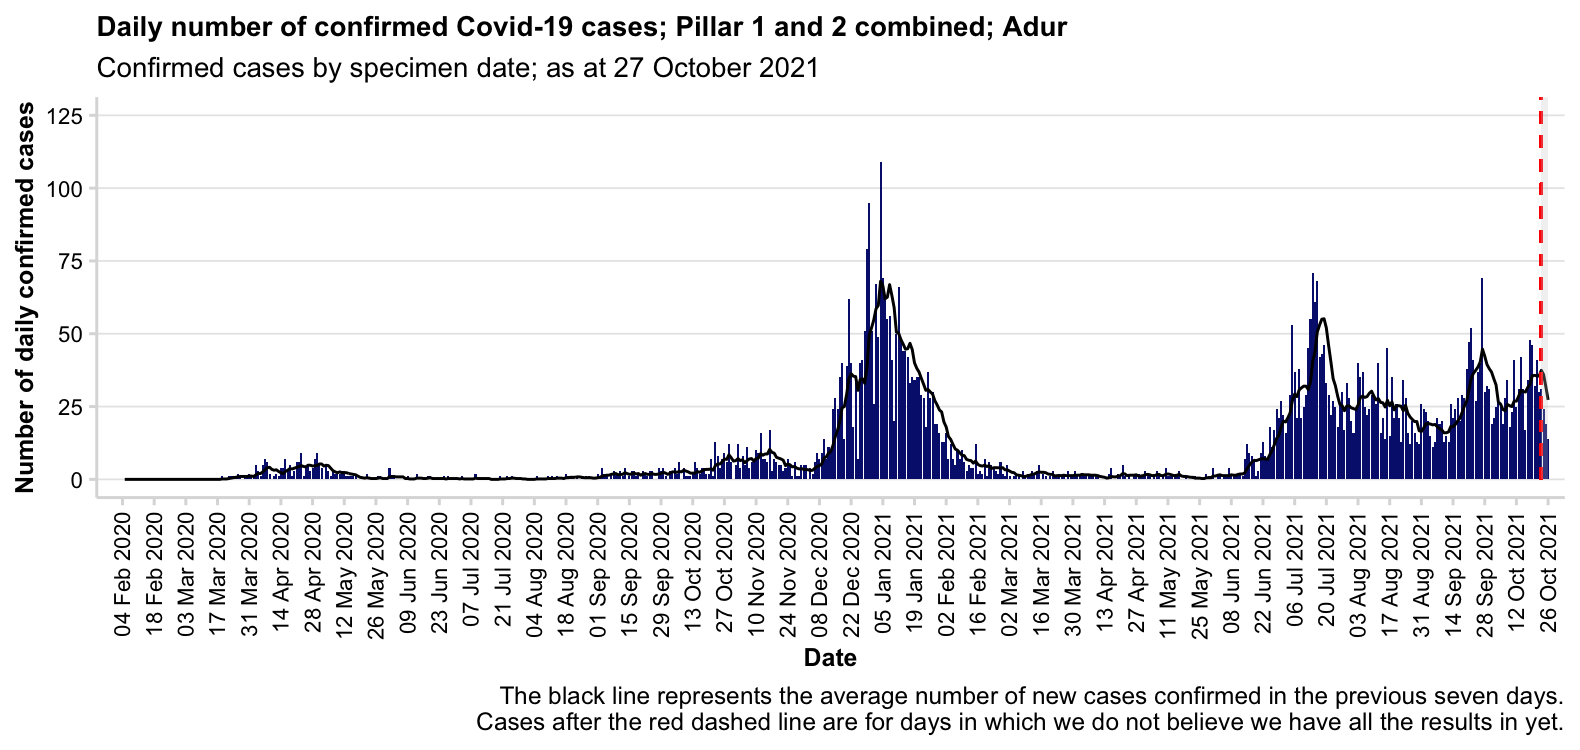 Daily number of confirmed Covid-19 cases; Pillar 1 and 2 combined; Adur
Confirmed cases by specimen date; as at 27 October 2021
Number of daily confirmed cases
125
100
75
50
25
0
04 Feb 2020
18 Feb 2020
03 Mar 2020
17 Mar 2020
31 Mar 2020
14 Apr 2020
28 Apr 2020
12 May 2020
26 May 2020
09 Jun 2020
23 Jun 2020
07 Jul 2020
21 Jul 2020
04 Aug 2020
18 Aug 2020
01 Sep 2020
15 Sep 2020
29 Sep 2020
13 Oct 2020
27 Oct 2020
10 Nov 2020
24 Nov 2020
08 Dec 2020
22 Dec 2020
05 Jan 2021
19 Jan 2021
02 Feb 2021
16 Feb 2021
02 Mar 2021
16 Mar 2021
30 Mar 2021
13 Apr 2021
27 Apr 2021
11 May 2021
25 May 2021
08 Jun 2021
22 Jun 2021
06 Jul 2021
20 Jul 2021
03 Aug 2021
17 Aug 2021
31 Aug 2021
14 Sep 2021
28 Sep 2021
12 Oct 2021
26 Oct 2021
Date
The black line represents the average number of new cases confirmed in the previous seven days.
Cases after the red dashed line are for days in which we do not believe we have all the results in yet.